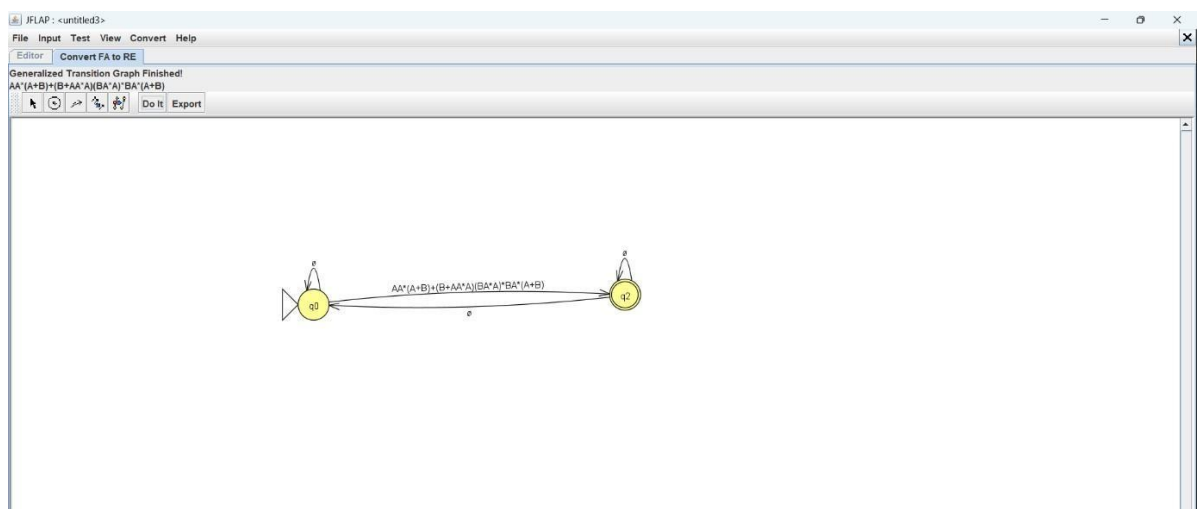 JFLAP : <untitled3>
File Input Test View Convert Help
Editor Convert FA to RE
Generalized Transition Graph Finished!
AA*(A+B)+(B+AA*A)(BA*A)*BA*(A+B)
Do It Export
ø
ø
AA*(A+B)+(B+AA*A)(BA*A)*BA*(A+B)
q0
q2
ø